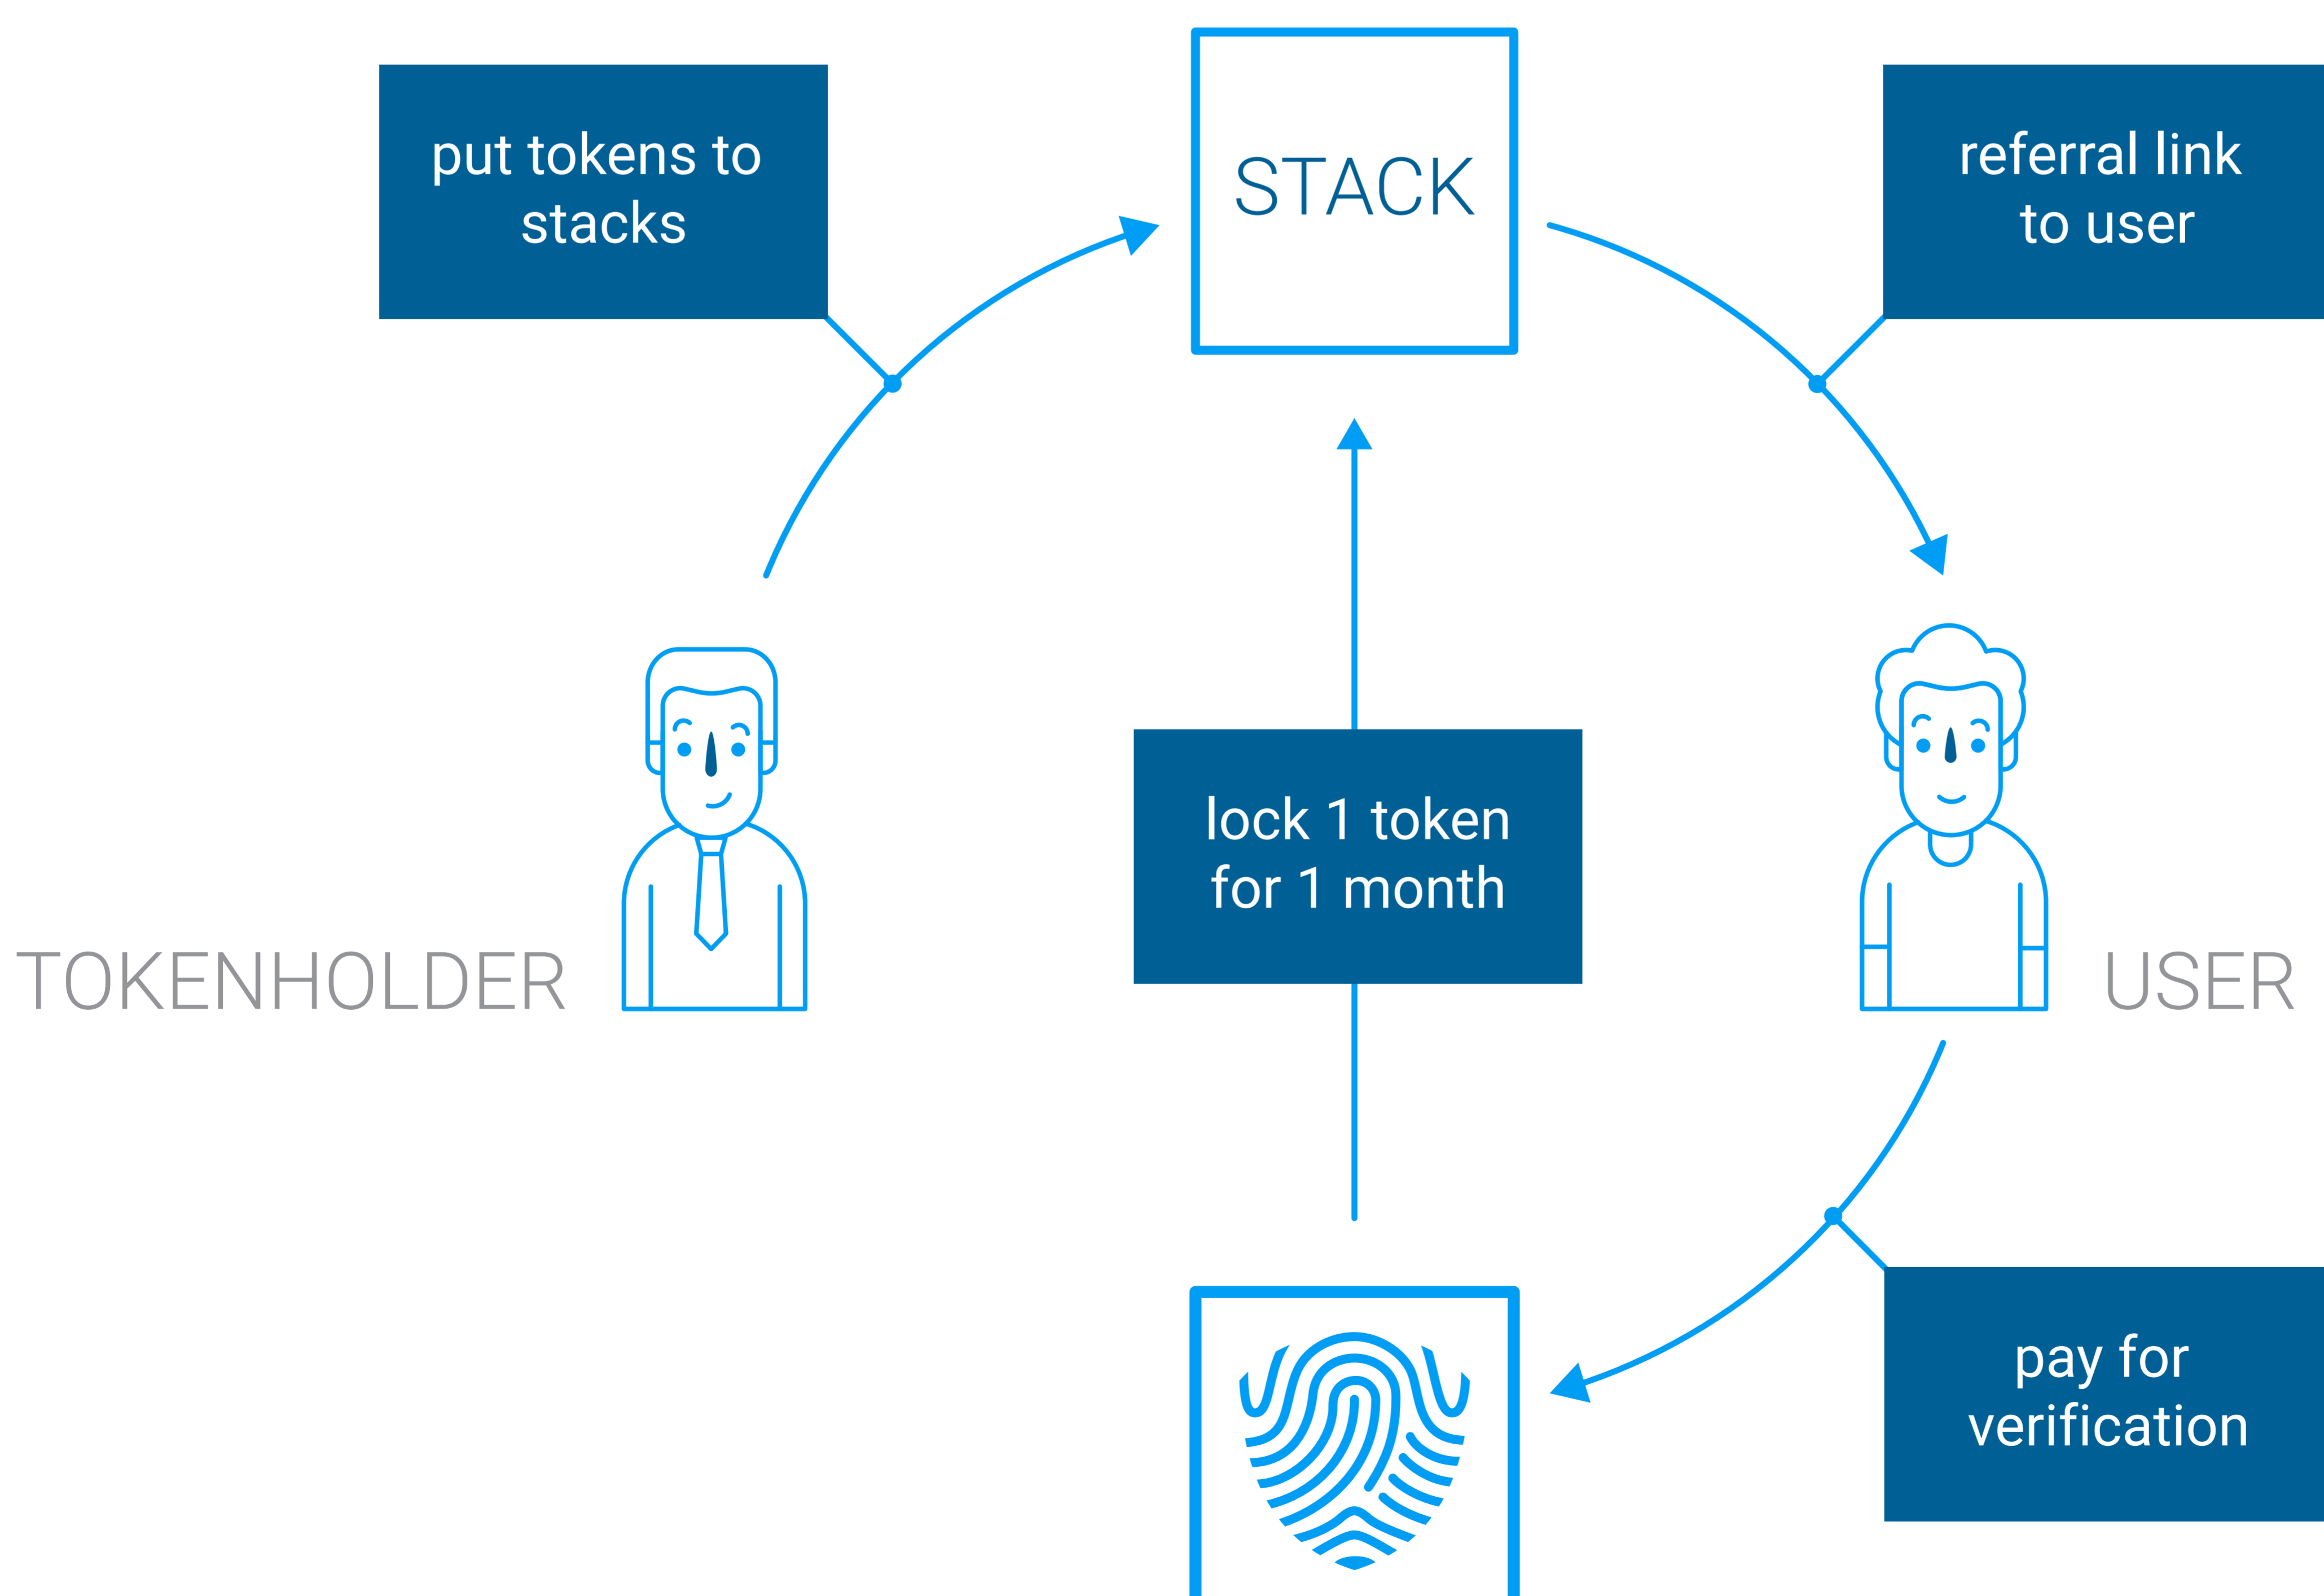 put tokens to
stacks
STACK
referral link
to user
lock 1 token
for 1 month
TOKENHOLDER
USER
pay for
verification